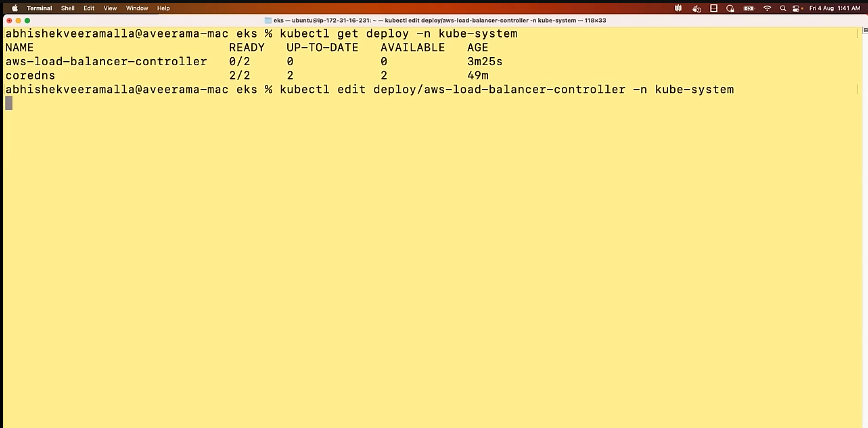 Terminal Shell Edit View Window Help Fri 4 Aug 1:41 AM
eks — ubuntu@ip-172-31-16-231: ~ — kubectl edit deploy/aws-load-balancer-controller -n kube-system — 118×33
abhishekveeramalla@aveerama-mac eks % kubectl get deploy -n kube-system
NAME READY UP-TO-DATE AVAILABLE AGE
aws-load-balancer-controller 0/2 0 0 3m25s
coredns 2/2 2 2 49m
abhishekveeramalla@aveerama-mac eks % kubectl edit deploy/aws-load-balancer-controller -n kube-system